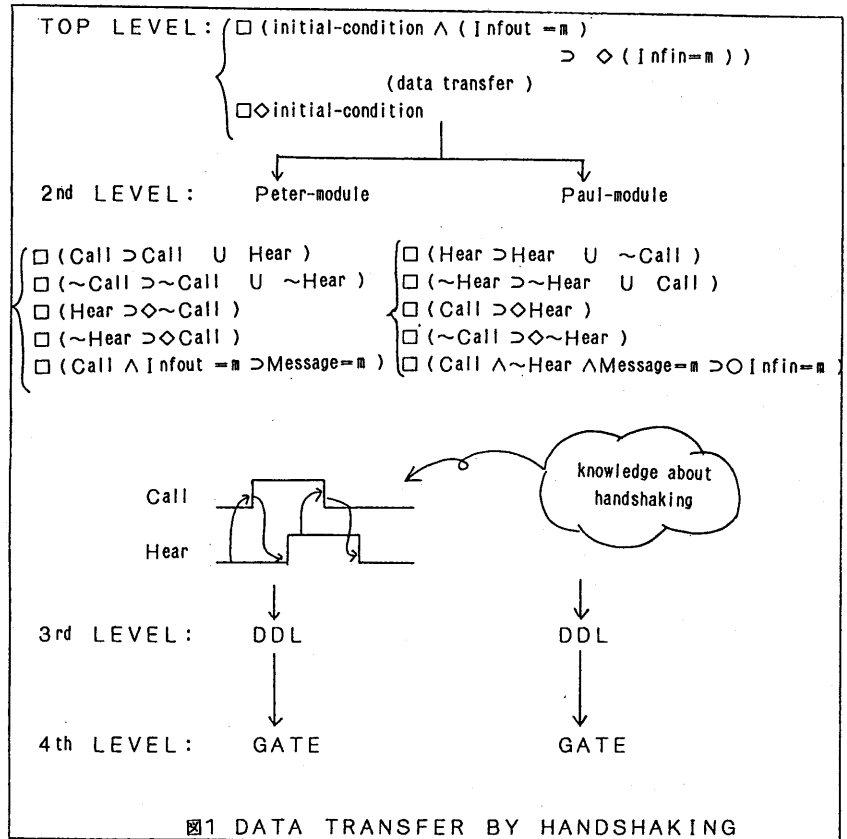 TOP LEVEL: □(initial-condition ∧ (Infout =m )
⊃ ◇(Infin=m ))
(data transfer )
□◇initial-condition
2nd LEVEL: Peter-module Paul-module
□(Call ⊃Call U Hear )
□(~Call ⊃~Call U ~Hear )
□(Hear ⊃◇~Call )
□(~Hear ⊃◇Call )
□(Call ∧Infout =m ⊃Message=m )
□(Hear ⊃Hear U ~Call )
□(~Hear ⊃~Hear U Call )
□(Call ⊃◇Hear )
□(~Call ⊃◇~Hear )
□(Call ∧~Hear ∧Message=m ⊃○Infin=m )
Call
Hear
knowledge about
handshaking
3rd LEVEL: DDL DDL
4th LEVEL: GATE GATE
図1 DATA TRANSFER BY HANDSHAKING